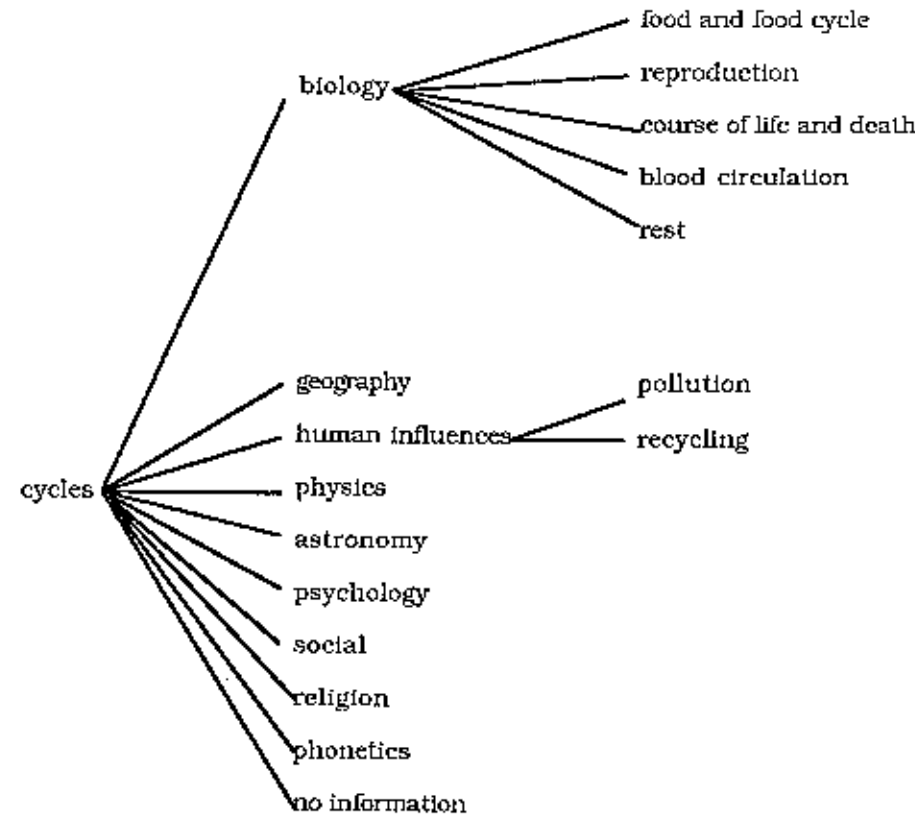 food and food cycle
biology
reproduction
course of life and death
blood circulation
rest
geography
pollution
human influences
recycling
cycles
physics
astronomy
psychology
social
religion
phonetics
no information